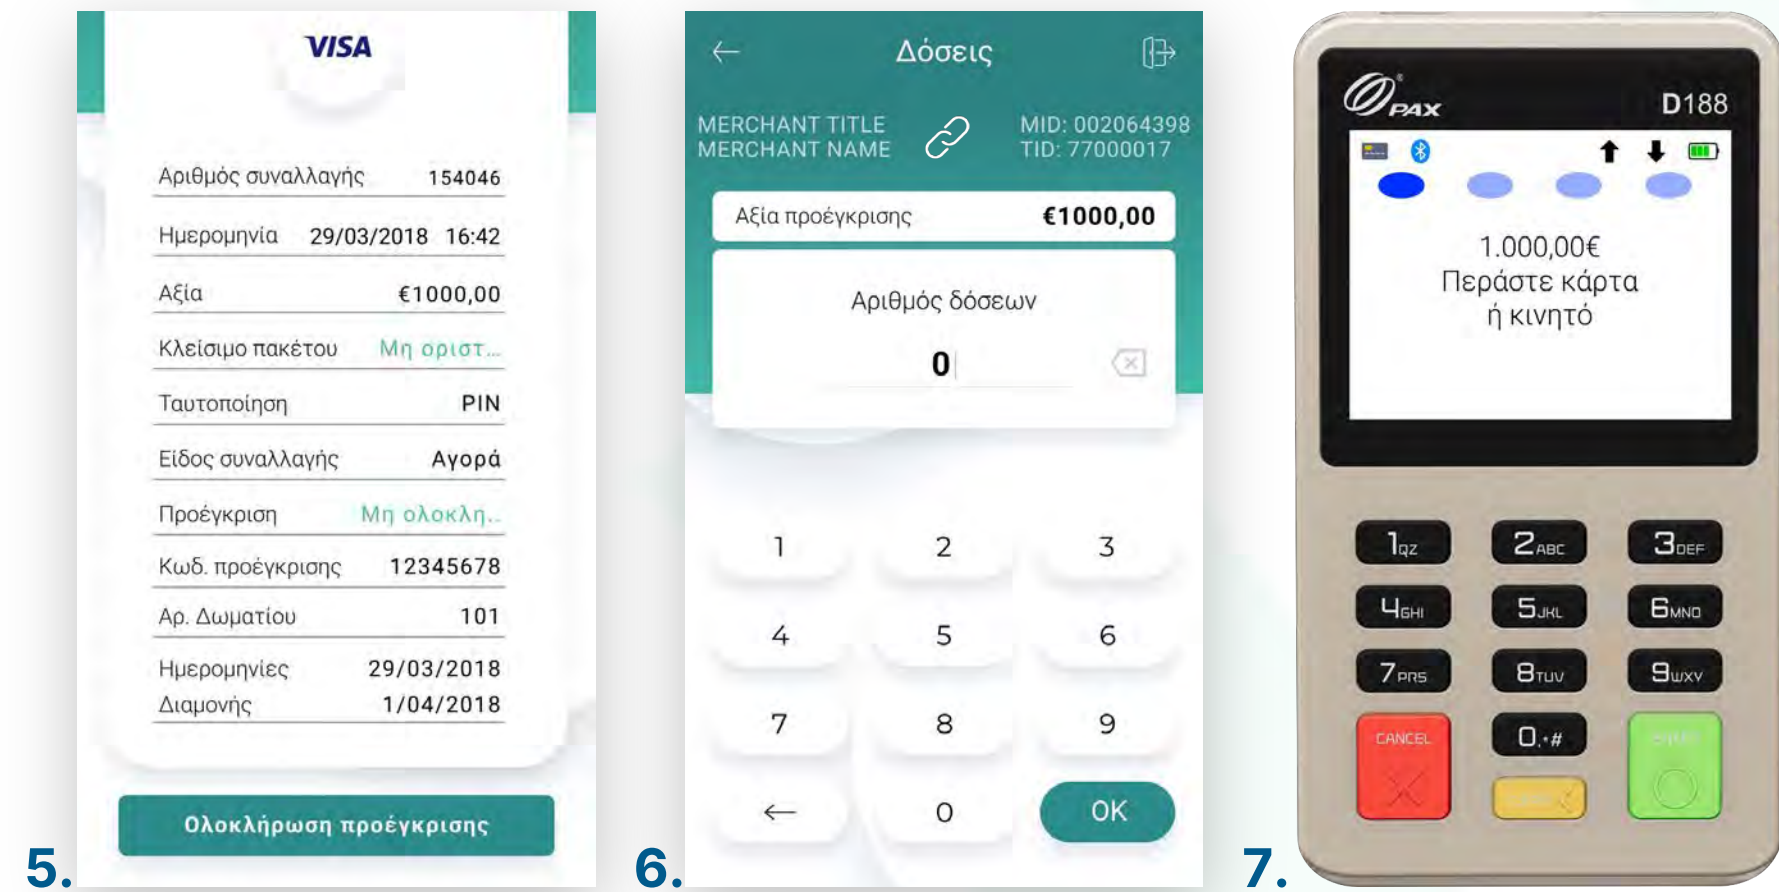 VISA
Αριθμός συναλλαγής 154046
Ημερομηνία 29/03/2018 16:42
Αξία €1000,00
Κλείσιμο πακέτου Μη οριστ...
Ταυτοποίηση PIN
Είδος συναλλαγής Αγορά
Προέγκριση Μη ολοκλη..
Κωδ. προέγκρισης 12345678
Αρ. Δωματίου 101
Ημερομηνίες 29/03/2018
Διαμονής 1/04/2018
Ολοκλήρωση προέγκρισης
5.
Δόσεις
MERCHANT TITLE MID: 002064398
MERCHANT NAME TID: 77000017
Αξία προέγκρισης €1000,00
Αριθμός δόσεων
0
1 2 3
4 5 6
7 8 9
0 OK
6.
PAX D188
1.000,00€
Περάστε κάρτα
ή κινητό
1QZ 2ABC 3DEF
4GHI 5JKL 6MNO
7PRS 8TUV 9WXY
CANCEL 0.*#
7.